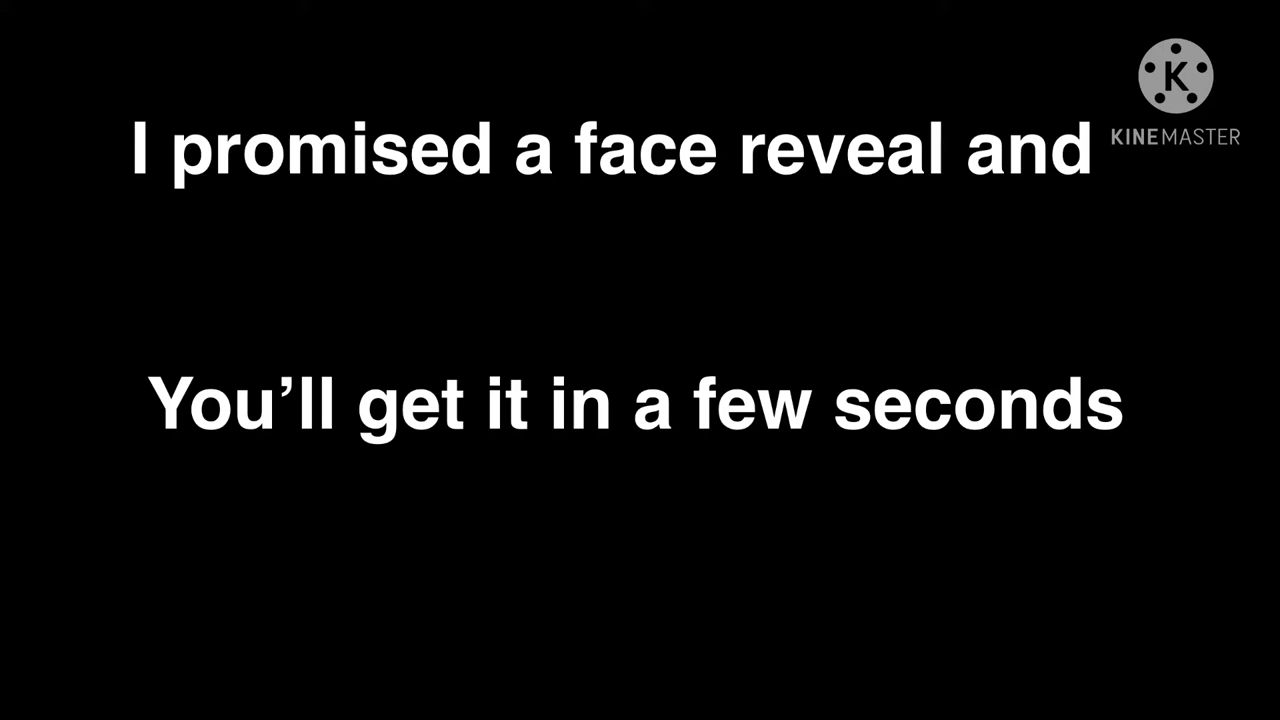 I promised a face reveal and
KINEMASTER
You’ll get it in a few seconds